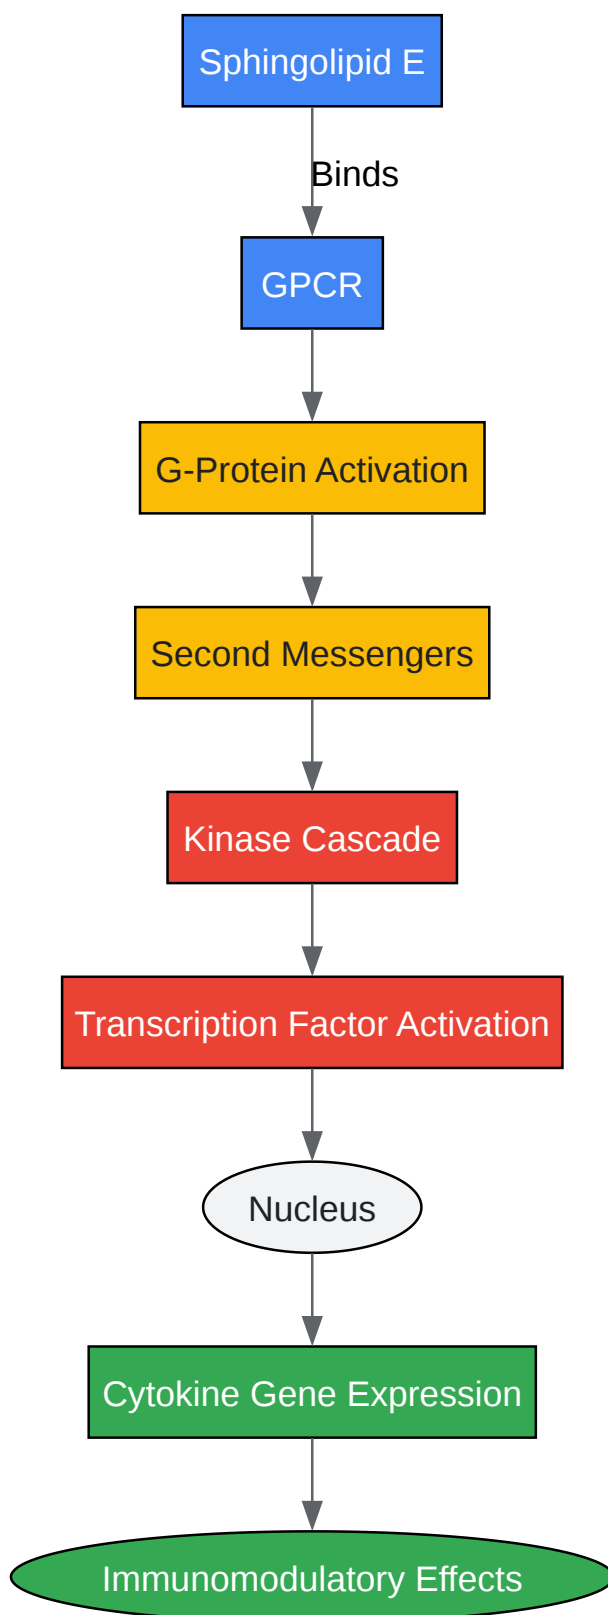 Sphingolipid E
Binds
GPCR
G-Protein Activation
Second Messengers
Kinase Cascade
Transcription Factor Activation
Nucleus
Cytokine Gene Expression
Immunomodulatory Effects